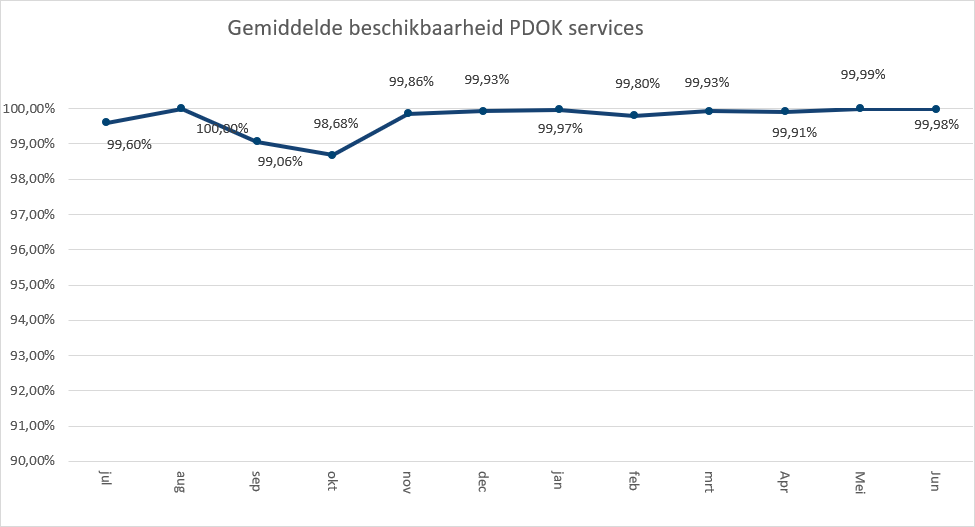 Gemiddelde beschikbaarheid PDOK services
99,86%
99,93%
99,80%
99,93%
99,99%
100,00%
99,60%
100,00%
99,06%
98,68%
99,97%
99,91%
99,98%
99,00%
98,00%
97,00%
96,00%
95,00%
94,00%
93,00%
92,00%
91,00%
90,00%
jul
aug
sep
okt
nov
dec
jan
feb
mrt
Apr
Mei
Jun